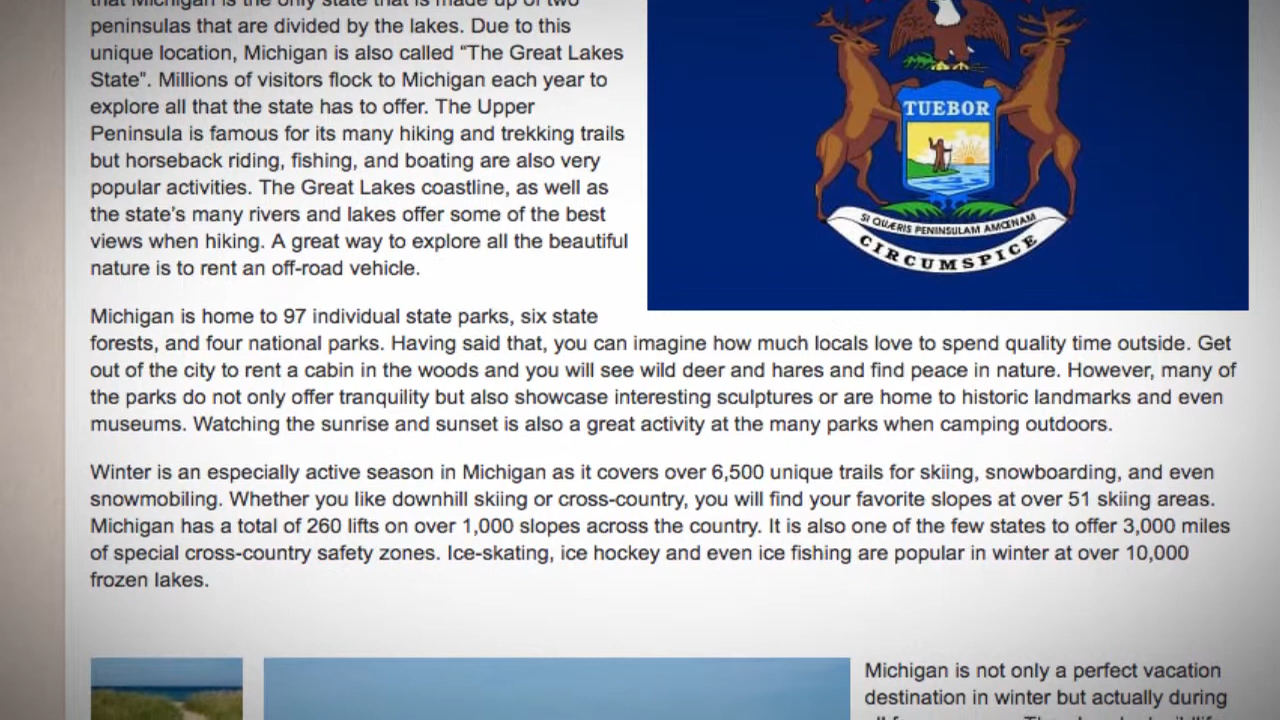 that Michigan is the only state that is made up of two
peninsulas that are divided by the lakes. Due to this
unique location, Michigan is also called “The Great Lakes
State”. Millions of visitors flock to Michigan each year to
explore all that the state has to offer. The Upper
Peninsula is famous for its many hiking and trekking trails
but horseback riding, fishing, and boating are also very
popular activities. The Great Lakes coastline, as well as
the state’s many rivers and lakes offer some of the best
views when hiking. A great way to explore all the beautiful
nature is to rent an off-road vehicle.
TUEBOR
SI QUÆRIS PENINSULAM AMŒNAM
CIRCUMSPICE
Michigan is home to 97 individual state parks, six state
forests, and four national parks. Having said that, you can imagine how much locals love to spend quality time outside. Get
out of the city to rent a cabin in the woods and you will see wild deer and hares and find peace in nature. However, many of
the parks do not only offer tranquility but also showcase interesting sculptures or are home to historic landmarks and even
museums. Watching the sunrise and sunset is also a great activity at the many parks when camping outdoors.
Winter is an especially active season in Michigan as it covers over 6,500 unique trails for skiing, snowboarding, and even
snowmobiling. Whether you like downhill skiing or cross-country, you will find your favorite slopes at over 51 skiing areas.
Michigan has a total of 260 lifts on over 1,000 slopes across the country. It is also one of the few states to offer 3,000 miles
of special cross-country safety zones. Ice-skating, ice hockey and even ice fishing are popular in winter at over 10,000
frozen lakes.
Michigan is not only a perfect vacation
destination in winter but actually during